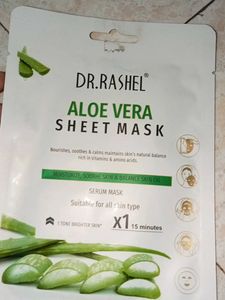 DR.RASHEL®
ALOE VERA
SHEET MASK
Nourishes, soothes & calms maintains skin's natural balance
rich in Vitamins & amino acids.
MOISTURIZE, SOOTHE SKIN & BALANCE SKIN OIL
SERUM MASK
Suitable for all skin type
1 TONE BRIGHTER SKIN*
X1
15 minutes